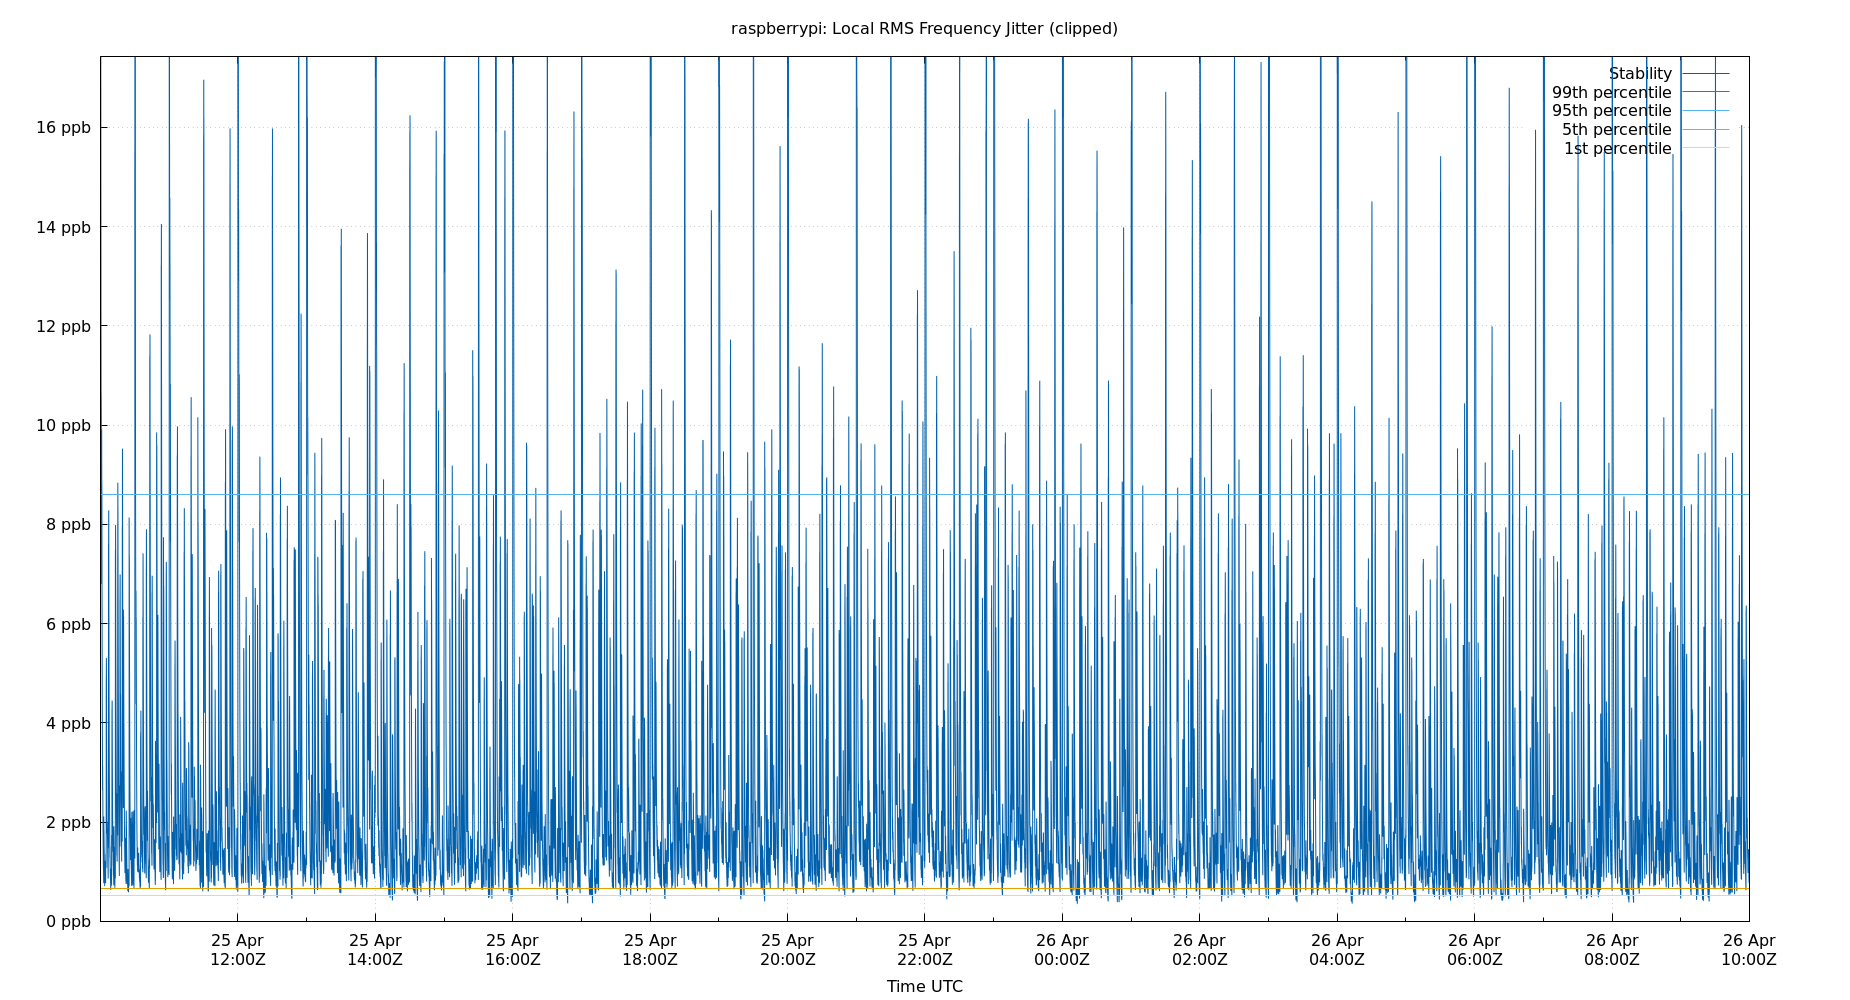 raspberrypi: Local RMS Frequency Jitter (clipped)
Stability
99th percentile
95th percentile
5th percentile
1st percentile
16 ppb
14 ppb
12 ppb
10 ppb
8 ppb
6 ppb
4 ppb
2 ppb
0 ppb
25 Apr 25 Apr 25 Apr 25 Apr 25 Apr 25 Apr 26 Apr 26 Apr 26 Apr 26 Apr 26 Apr 26 Apr
12:00Z 14:00Z 16:00Z 18:00Z 20:00Z 22:00Z 00:00Z 02:00Z 04:00Z 06:00Z 08:00Z 10:00Z
Time UTC